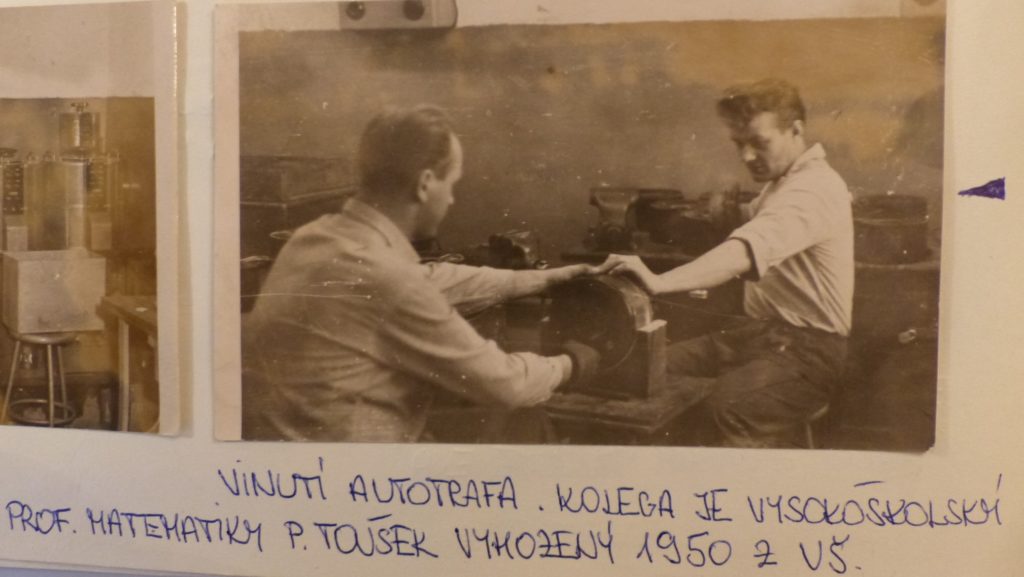 VINUTÍ AUTOTRAFA. KOLEGA JE VYSOKOŠKOLSKÝ
PROF. MATEMATIKY P. TOUŠEK VYHOZENÝ 1950 Z VŠ.